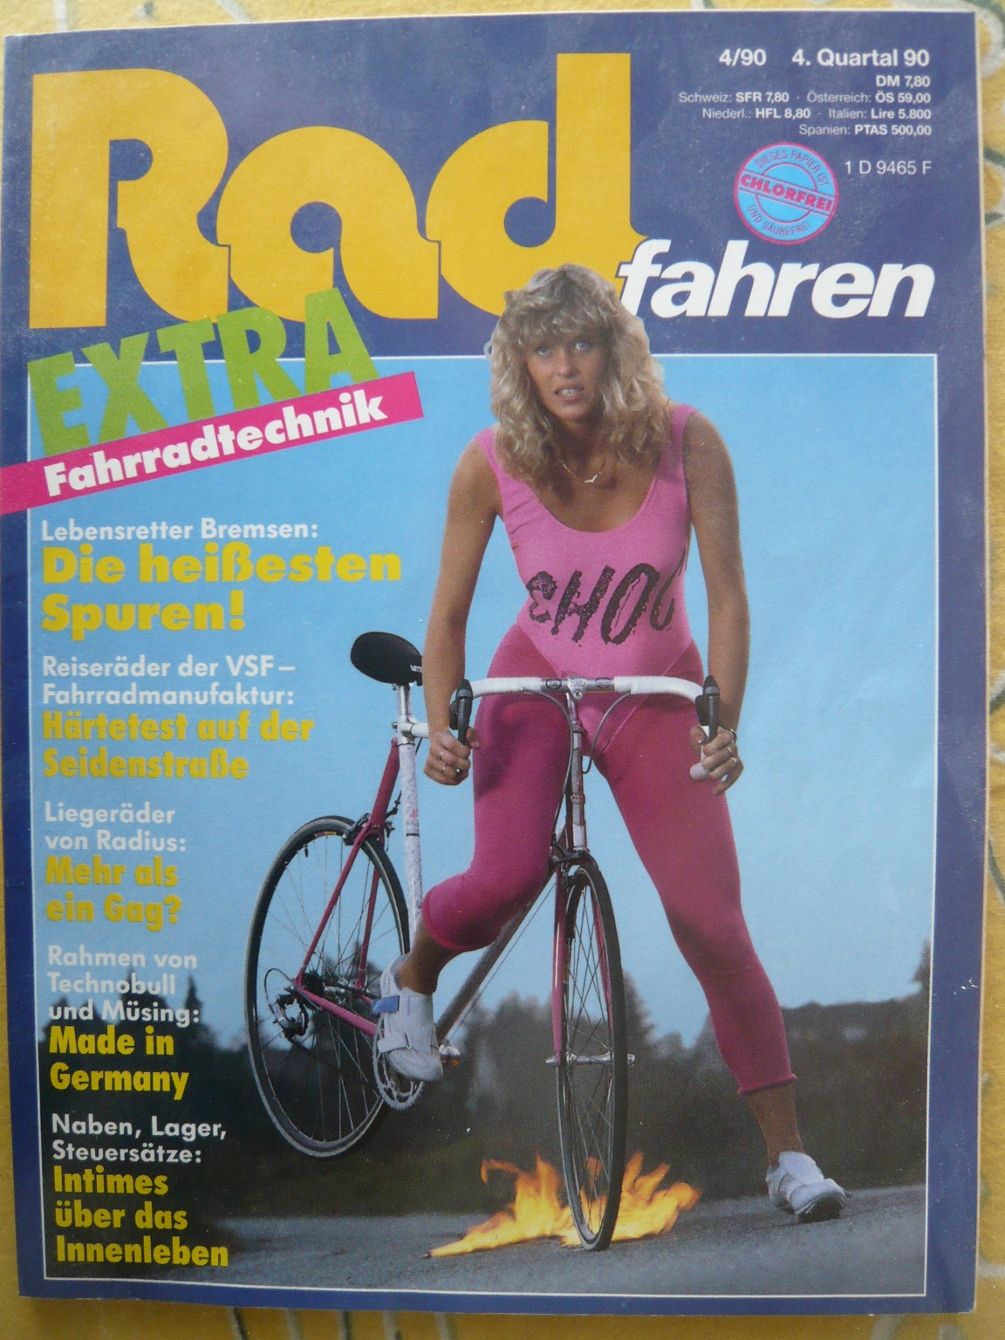 Rad
fahren
4/90 4. Quartal 90
DM 7,80
Schweiz: SFR 7,80 · Österreich: ÖS 59,00
Niederl.: HFL 8,80 · Italien: Lire 5.800
Spanien: PTAS 500,00
1 D 9465 F
DIESES PAPIER IST
CHLORFREI
UND SÄUREFREI
EXTRA
Fahrradtechnik
Lebensretter Bremsen:
Die heißesten
Spuren!
Reiseräder der VSF–
Fahrradmanufaktur:
Härtetest auf der
Seidenstraße
Liegeräder
von Radius:
Mehr als
ein Gag?
Rahmen von
Technobull
und Müsing:
Made in
Germany
Naben, Lager,
Steuersätze:
Intimes
über das
Innenleben